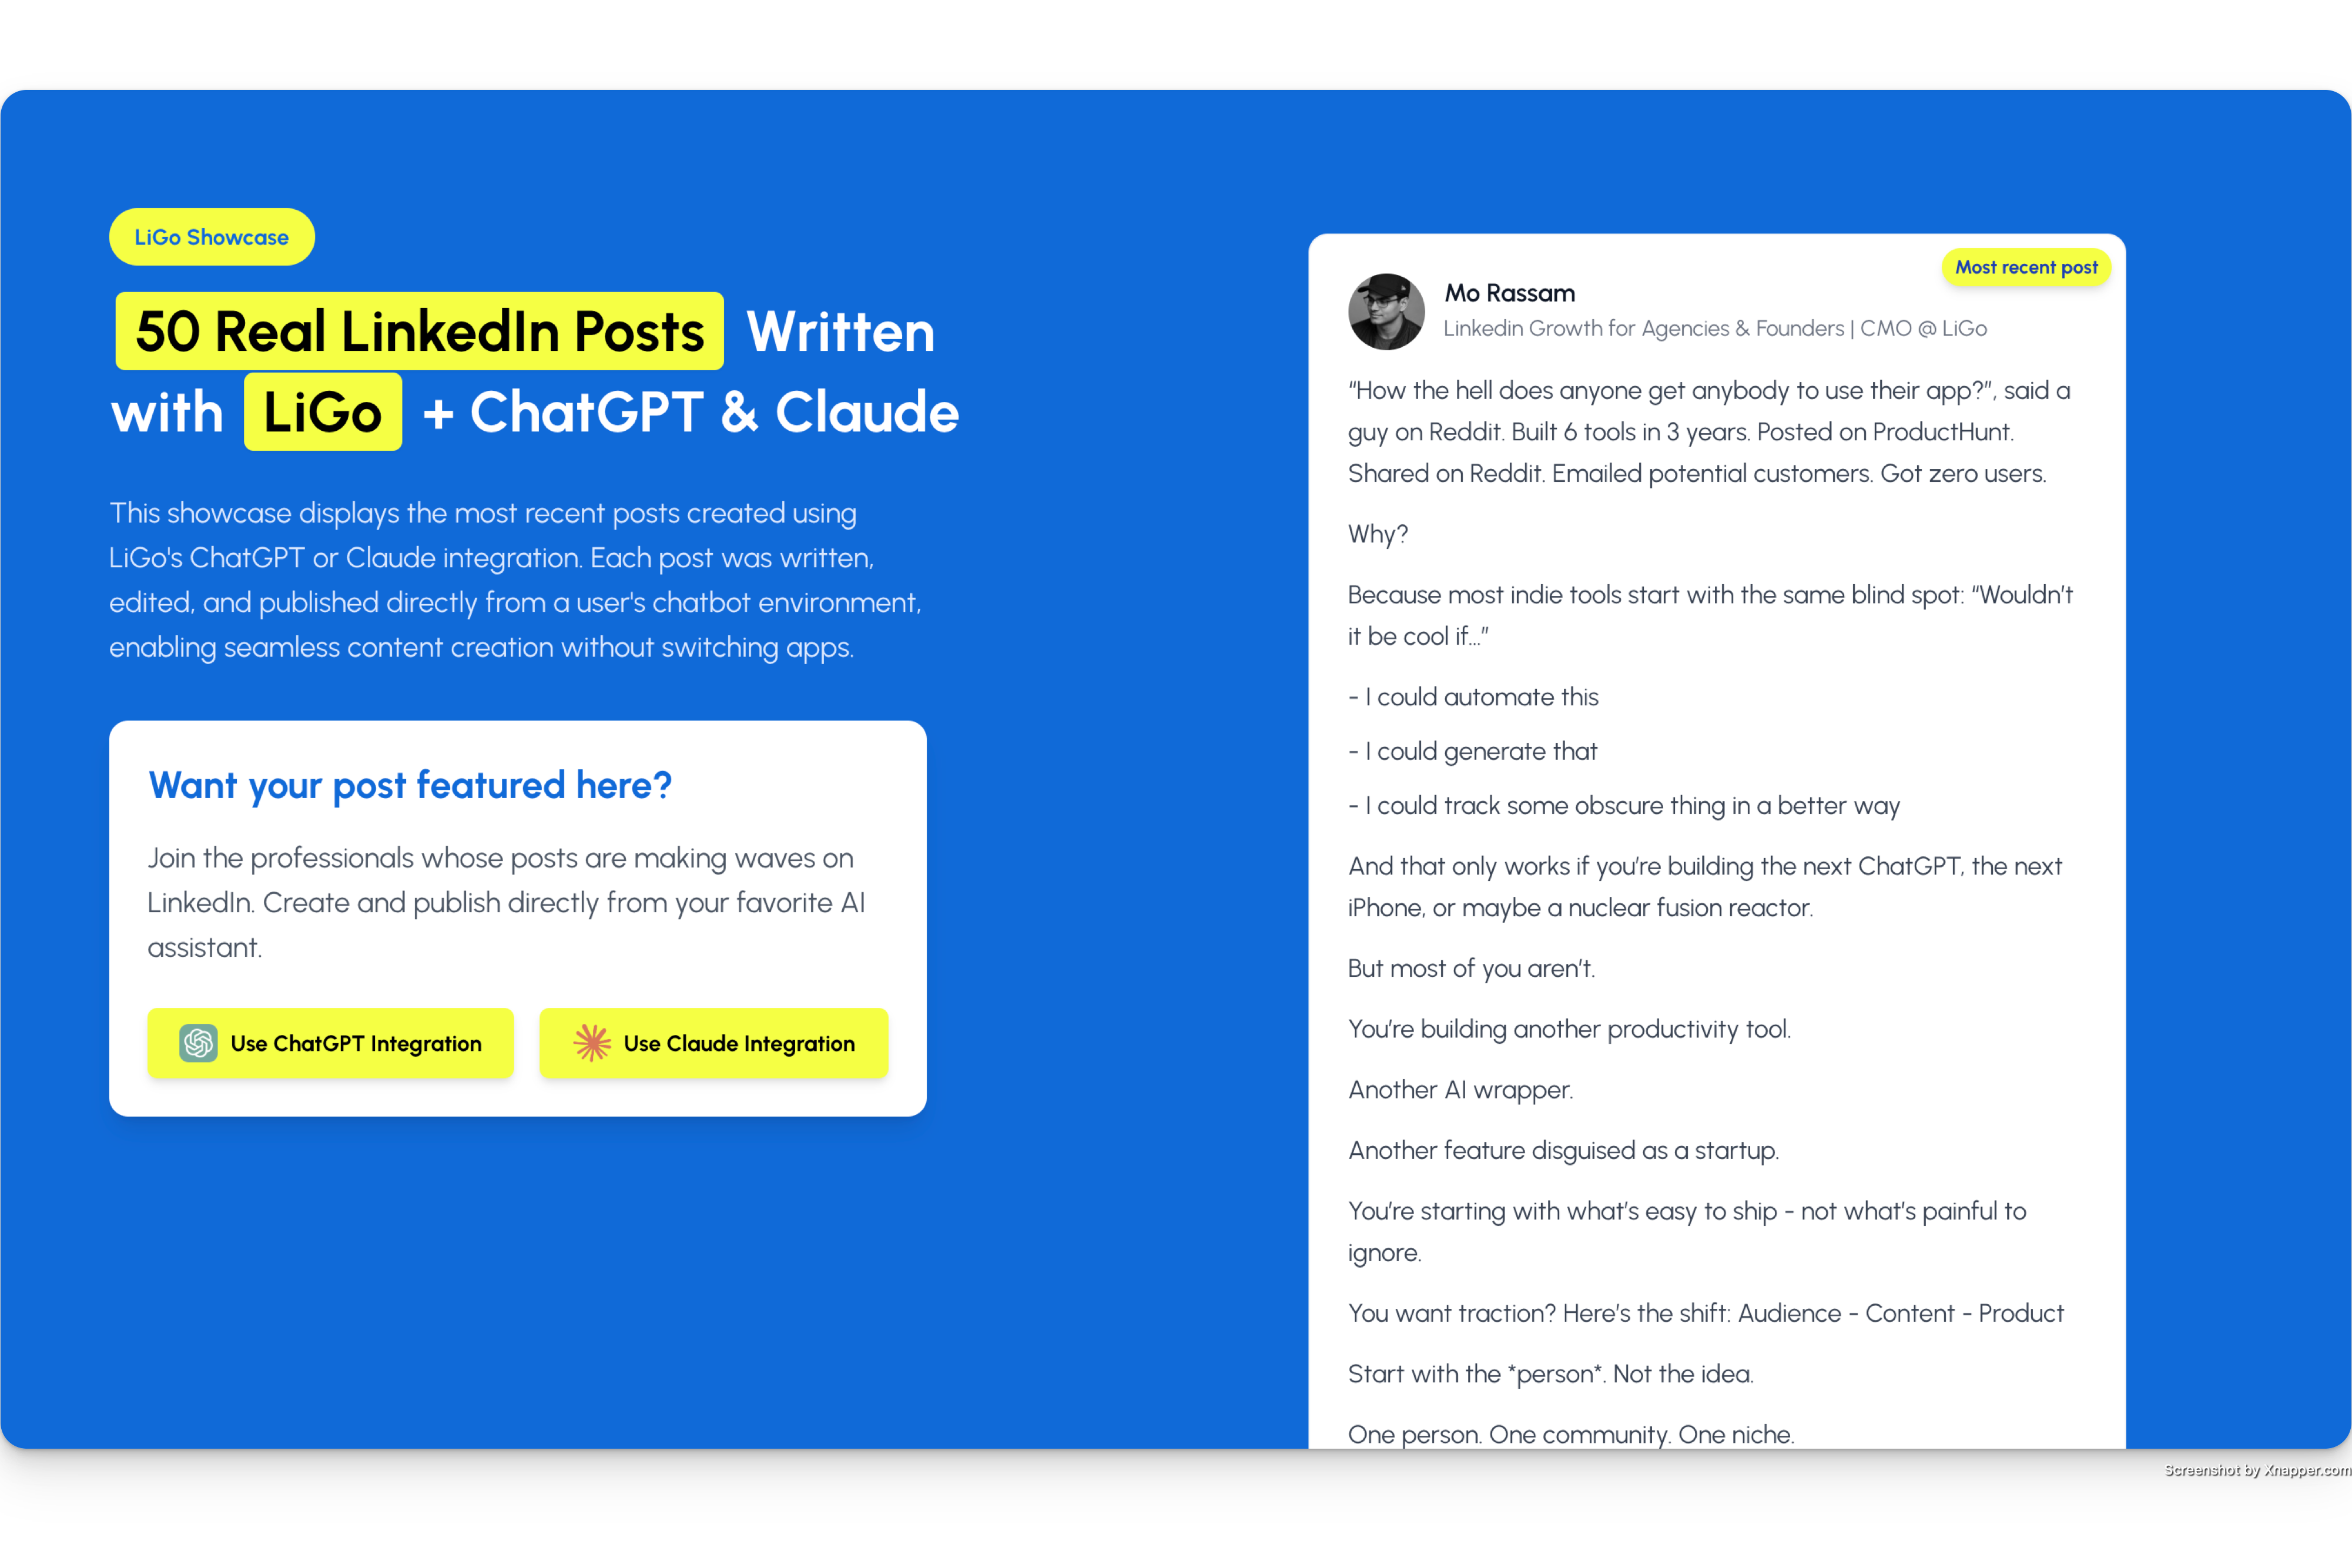 LiGo Showcase
50 Real LinkedIn Posts Written
with LiGo + ChatGPT & Claude
This showcase displays the most recent posts created using
LiGo's ChatGPT or Claude integration. Each post was written,
edited, and published directly from a user's chatbot environment,
enabling seamless content creation without switching apps.
Want your post featured here?
Join the professionals whose posts are making waves on
LinkedIn. Create and publish directly from your favorite AI
assistant.
Use ChatGPT Integration
Use Claude Integration
Most recent post
Mo Rassam
Linkedin Growth for Agencies & Founders | CMO @ LiGo
“How the hell does anyone get anybody to use their app?”, said a
guy on Reddit. Built 6 tools in 3 years. Posted on ProductHunt.
Shared on Reddit. Emailed potential customers. Got zero users.
Why?
Because most indie tools start with the same blind spot: “Wouldn’t
it be cool if…”
- I could automate this
- I could generate that
- I could track some obscure thing in a better way
And that only works if you’re building the next ChatGPT, the next
iPhone, or maybe a nuclear fusion reactor.
But most of you aren’t.
You’re building another productivity tool.
Another AI wrapper.
Another feature disguised as a startup.
You’re starting with what’s easy to ship - not what’s painful to
ignore.
You want traction? Here’s the shift: Audience - Content - Product
Start with the *person*. Not the idea.
One person. One community. One niche.
Screenshot by Xnapper.com